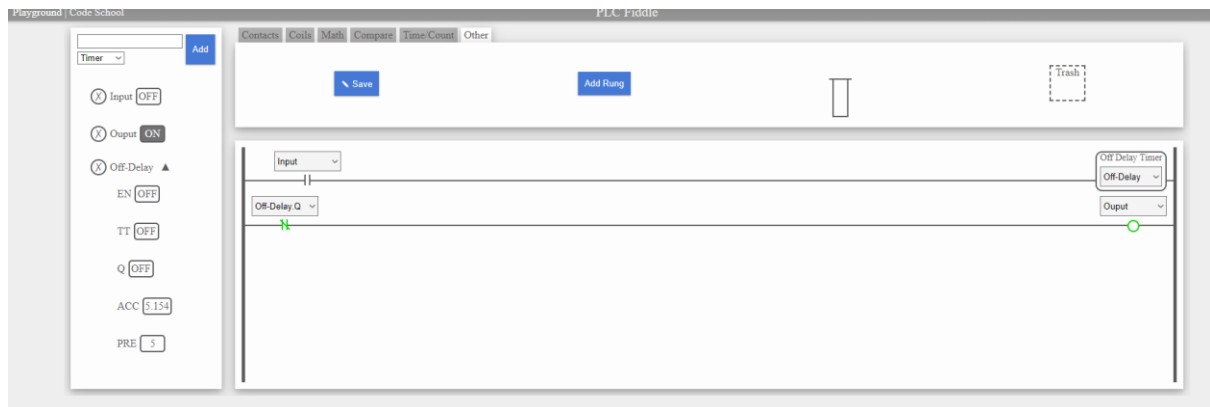 Playground | Code School
PLC Fiddle
Add
Timer
X Input OFF
X Ouput ON
X Off-Delay ▲
EN OFF
TT OFF
Q OFF
ACC 5.154
PRE 5
Contacts Coils Math Compare Time/Count Other
Save
Add Rung
Trash
Input
Off Delay Timer
Off-Delay
Off-Delay.Q
Ouput